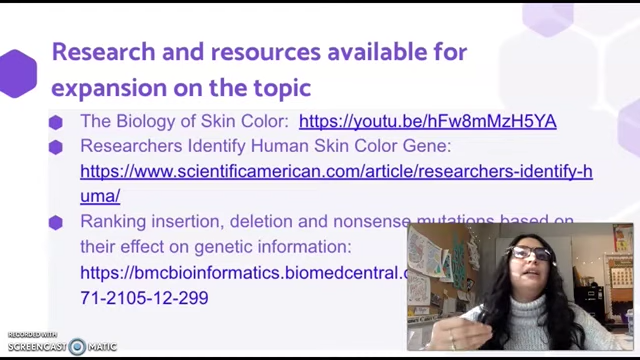 Research and resources available for
expansion on the topic
The Biology of Skin Color: https://youtu.be/hFw8mMzH5YA
Researchers Identify Human Skin Color Gene:
https://www.scientificamerican.com/article/researchers-identify-h
uma/
Ranking insertion, deletion and nonsense mutations based on
their effect on genetic information:
https://bmcbioinformatics.biomedcentral.c
71-2105-12-299
RECORDED WITH
SCREENCAST MATIC